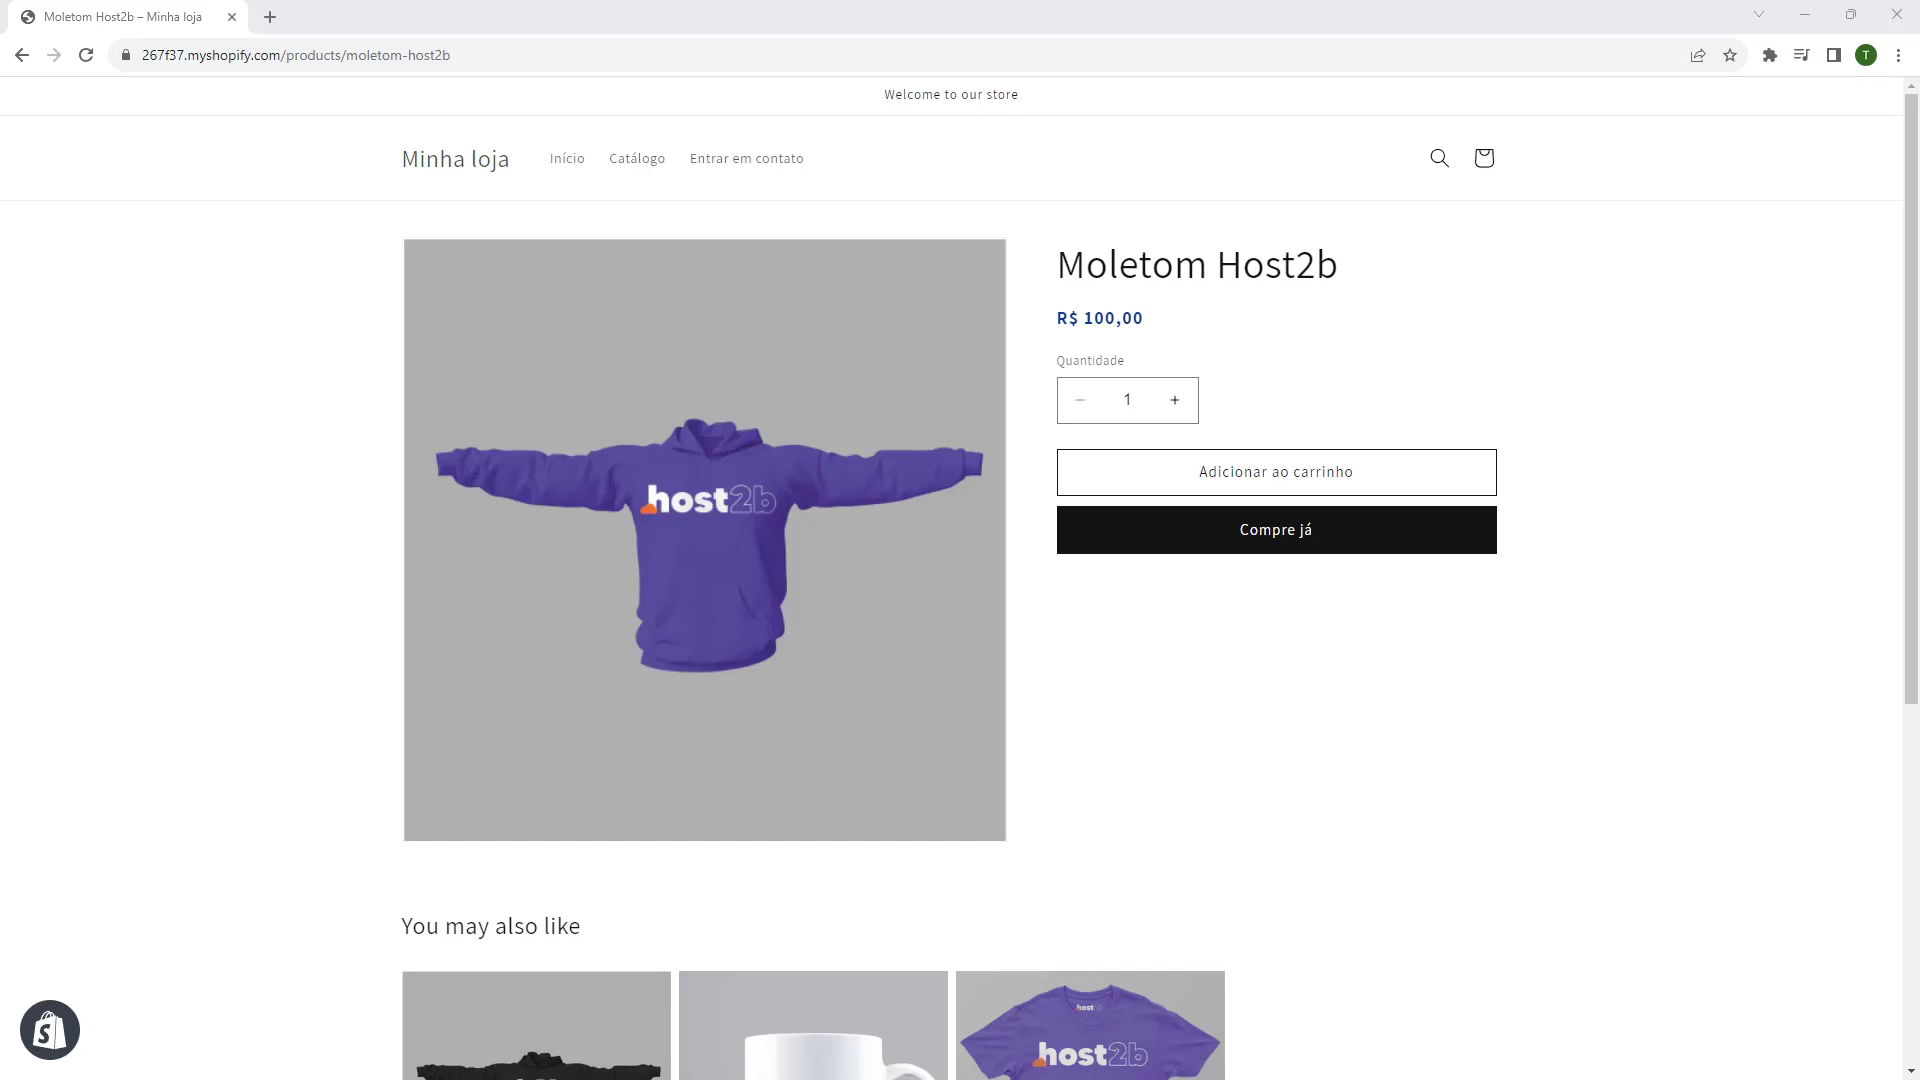 Moletom Host2b – Minha loja
267f37.myshopify.com/products/moletom-host2b
T
Welcome to our store
Minha loja
Início
Catálogo
Entrar em contato
Moletom Host2b
R$ 100,00
Quantidade
− 1 +
Adicionar ao carrinho
Compre já
host2b
You may also like
host
host2b